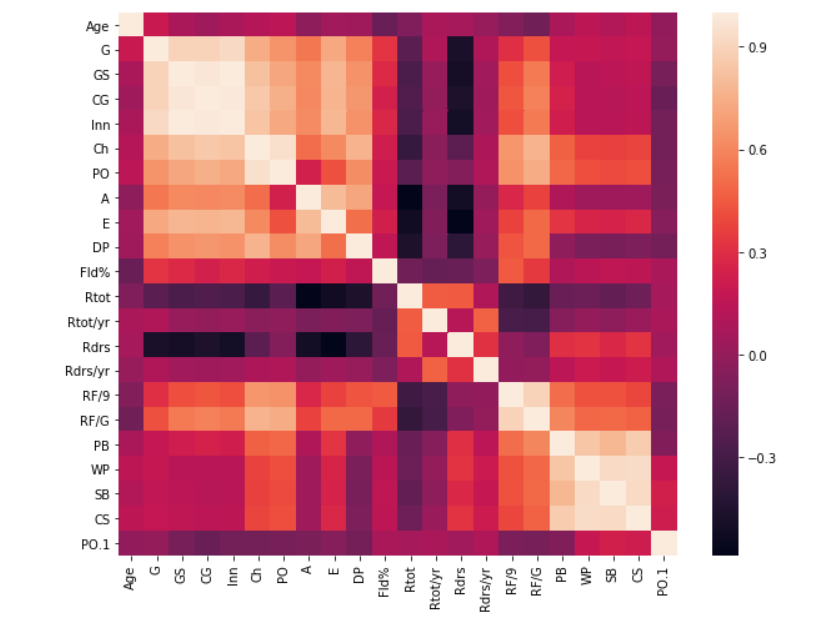 Age
G
GS
CG
Inn
Ch
PO
A
E
DP
Fld%
Rtot
Rtot/yr
Rdrs
Rdrs/yr
RF/9
RF/G
PB
WP
SB
CS
PO.1
Age G GS CG Inn Ch PO A E DP Fld% Rtot Rtot/yr Rdrs Rdrs/yr RF/9 RF/G PB WP SB CS PO.1
0.9
0.6
0.3
0.0
−0.3